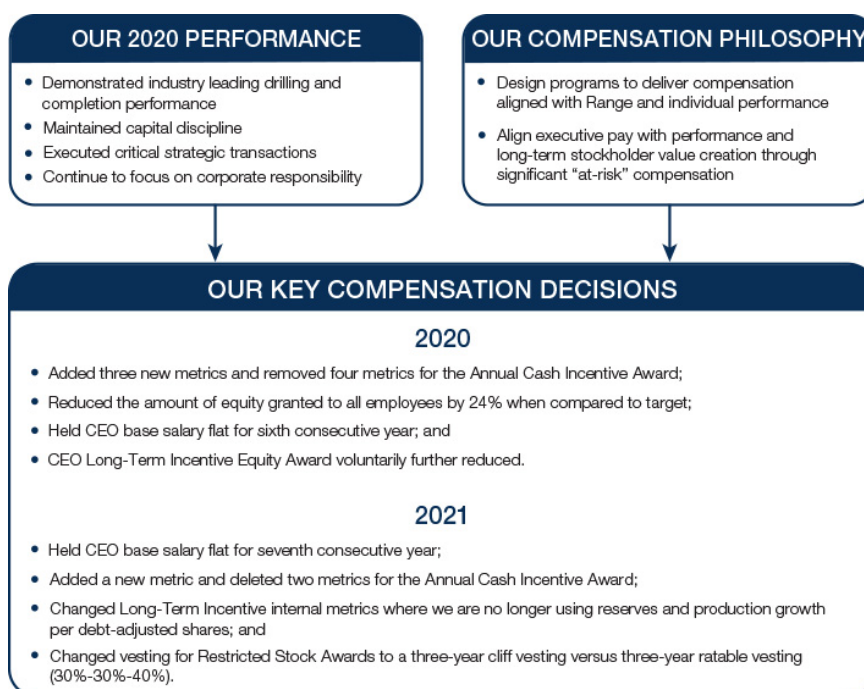 OUR 2020 PERFORMANCE
• Demonstrated industry leading drilling and
completion performance
• Maintained capital discipline
• Executed critical strategic transactions
• Continue to focus on corporate responsibility
OUR COMPENSATION PHILOSOPHY
• Design programs to deliver compensation
aligned with Range and individual performance
• Align executive pay with performance and
long-term stockholder value creation through
significant “at-risk” compensation
OUR KEY COMPENSATION DECISIONS
2020
• Added three new metrics and removed four metrics for the Annual Cash Incentive Award;
• Reduced the amount of equity granted to all employees by 24% when compared to target;
• Held CEO base salary flat for sixth consecutive year; and
• CEO Long-Term Incentive Equity Award voluntarily further reduced.
2021
• Held CEO base salary flat for seventh consecutive year;
• Added a new metric and deleted two metrics for the Annual Cash Incentive Award;
• Changed Long-Term Incentive internal metrics where we are no longer using reserves and production growth
per debt-adjusted shares; and
• Changed vesting for Restricted Stock Awards to a three-year cliff vesting versus three-year ratable vesting
(30%-30%-40%).